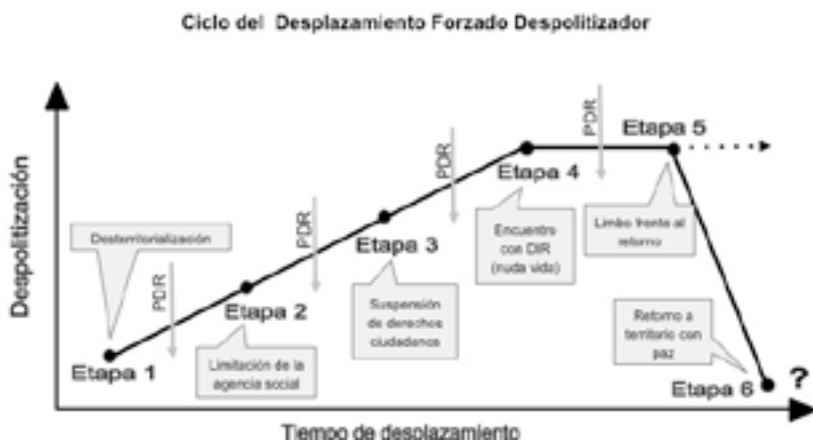 Ciclo del Desplazamiento Forzado Despolitizador
Despolitización
Desterritorialización
PDR
PDR
PDR
PDR
Etapa 1
Etapa 2
Etapa 3
Etapa 4
Etapa 5
Etapa 6
?
Limitación de la
agencia social
Suspensión
de derechos
ciudadanos
Encuentro
con DIR
(nuda vida)
Limbo frente al
retorno
Retorno a
territorio con
paz
Tiempo de desplazamiento